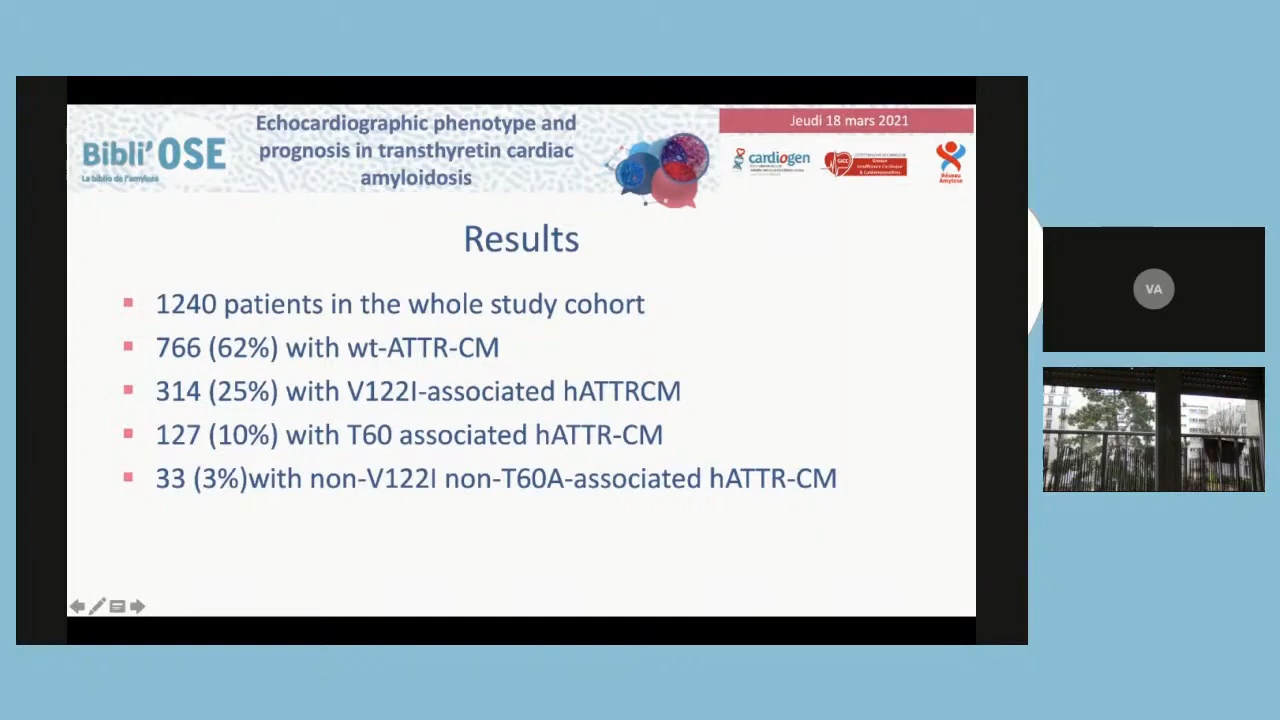 Echocardiographic phenotype and
prognosis in transthyretin cardiac
amyloidosis
Bibli'OSE
La biblio de l'amylose
Jeudi 18 mars 2021
cardiogen
GICC
Réseau
Amylose
Results
1240 patients in the whole study cohort
766 (62%) with wt-ATTR-CM
314 (25%) with V122I-associated hATTRCM
127 (10%) with T60 associated hATTR-CM
33 (3%)with non-V122I non-T60A-associated hATTR-CM
VA